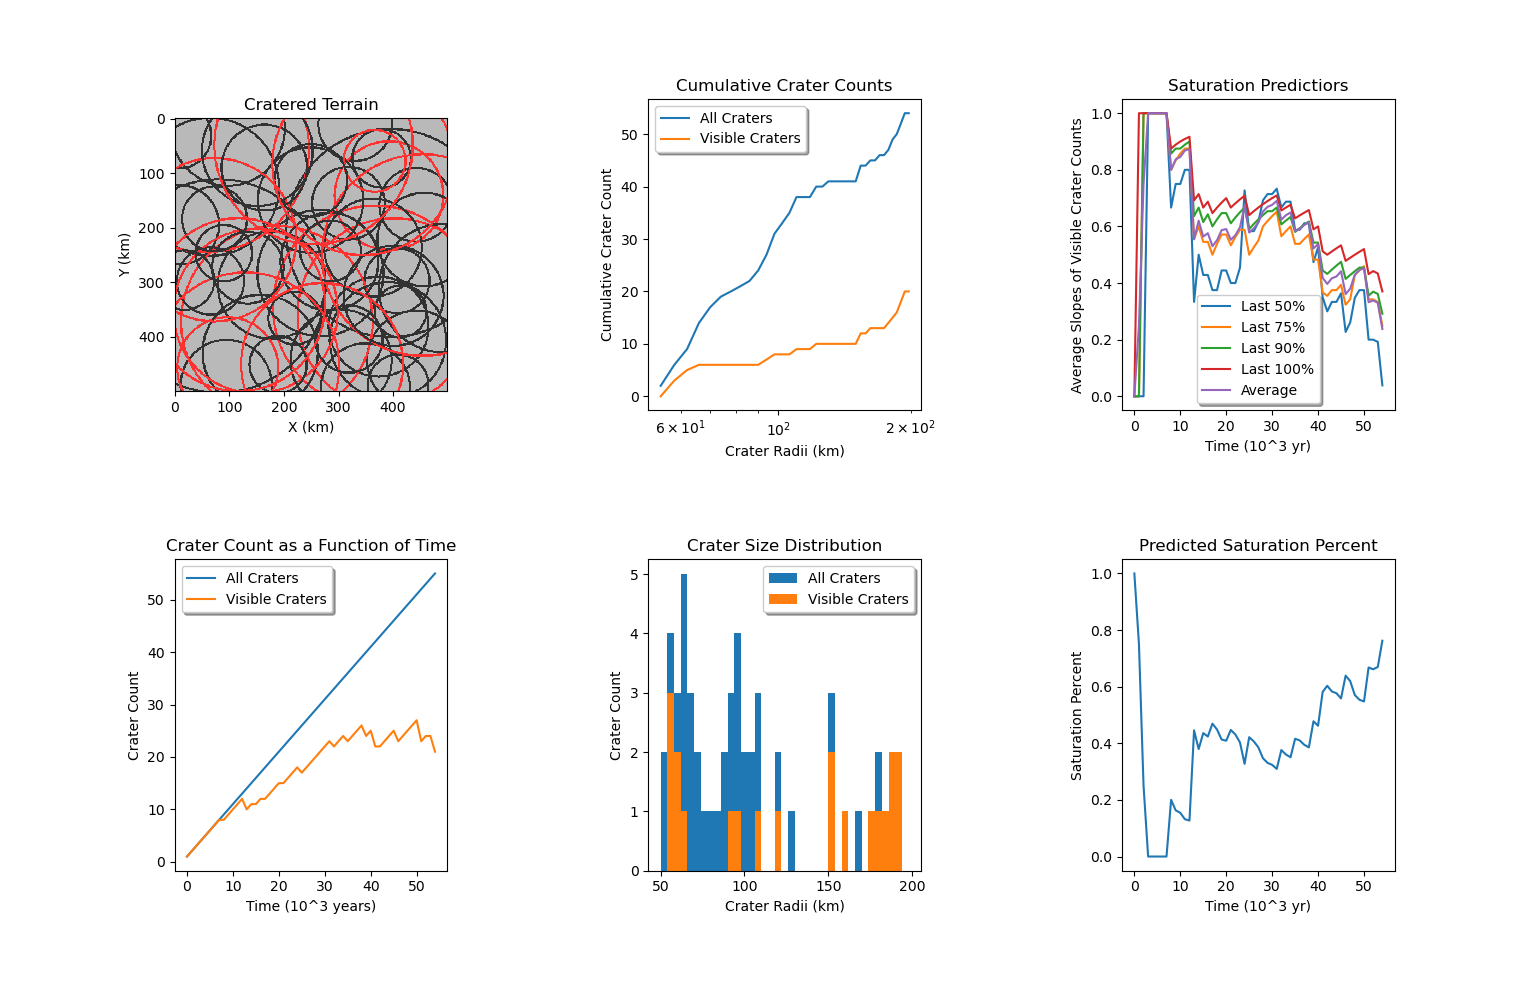 Cratered Terrain
0
100
200
300
400
0 100 200 300 400
Y (km)
X (km)
Cumulative Crater Counts
All Craters
Visible Craters
50
40
30
20
10
0
6 × 10^1 10^2 2 × 10^2
Cumulative Crater Count
Crater Radii (km)
Saturation Predictiors
1.0
0.8
0.6
0.4
0.2
0.0
Last 50%
Last 75%
Last 90%
Last 100%
Average
0 10 20 30 40 50
Average Slopes of Visible Crater Counts
Time (10^3 yr)
Crater Count as a Function of Time
All Craters
Visible Craters
50
40
30
20
10
0
0 10 20 30 40 50
Crater Count
Time (10^3 years)
Crater Size Distribution
All Craters
Visible Craters
5
4
3
2
1
0
50 100 150 200
Crater Count
Crater Radii (km)
Predicted Saturation Percent
1.0
0.8
0.6
0.4
0.2
0.0
0 10 20 30 40 50
Saturation Percent
Time (10^3 yr)